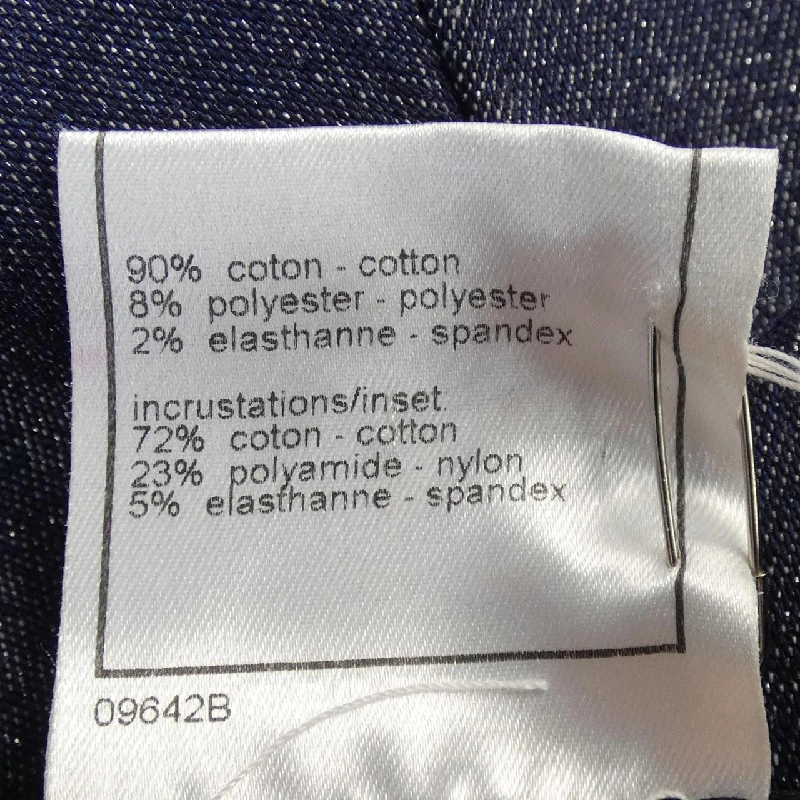 90% coton - cotton
8% polyester - polyester
2% elasthanne - spandex
incrustations/inset.
72% coton - cotton
23% polyamide - nylon
5% elasthanne - spandex
09642B